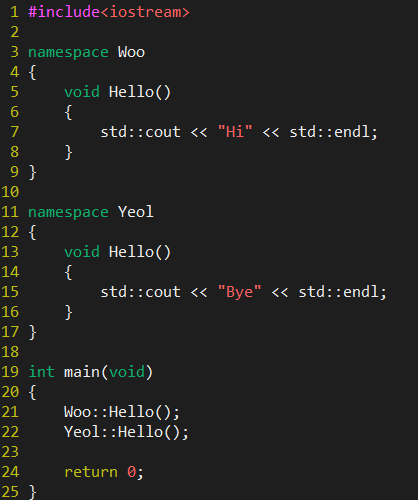 1 #include<iostream>
2
3 namespace Woo
4 {
5     void Hello()
6     {
7         std::cout << "Hi" << std::endl;
8     }
9 }
10
11 namespace Yeol
12 {
13     void Hello()
14     {
15         std::cout << "Bye" << std::endl;
16     }
17 }
18
19 int main(void)
20 {
21     Woo::Hello();
22     Yeol::Hello();
23
24     return 0;
25 }